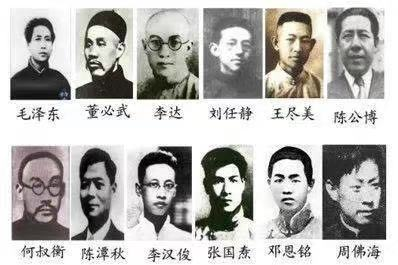 毛泽东 董必武 李达 刘仁静 王尽美 陈公博
何叔衡 陈潭秋 李汉俊 张国焘 邓恩铭 周佛海